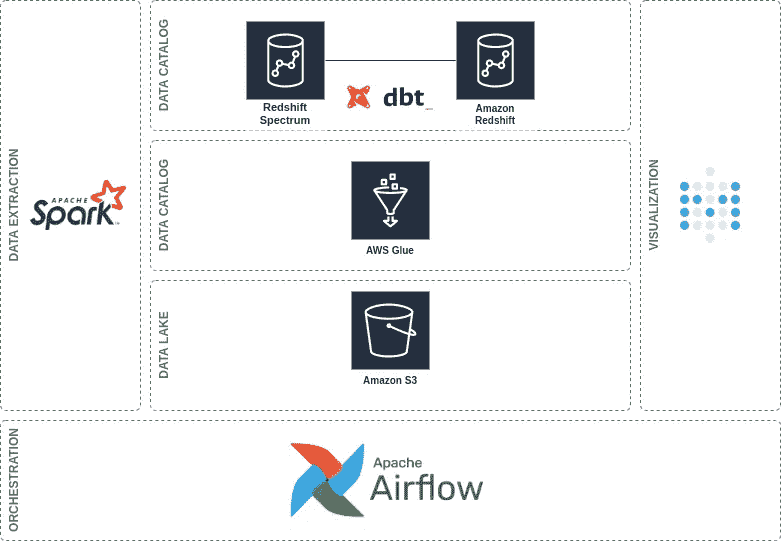 DATA EXTRACTION
APACHE
Spark
DATA CATALOG
Redshift
Spectrum
dbt
Amazon
Redshift
DATA CATALOG
AWS Glue
DATA LAKE
Amazon S3
VISUALIZATION
ORCHESTRATION
Apache
Airflow